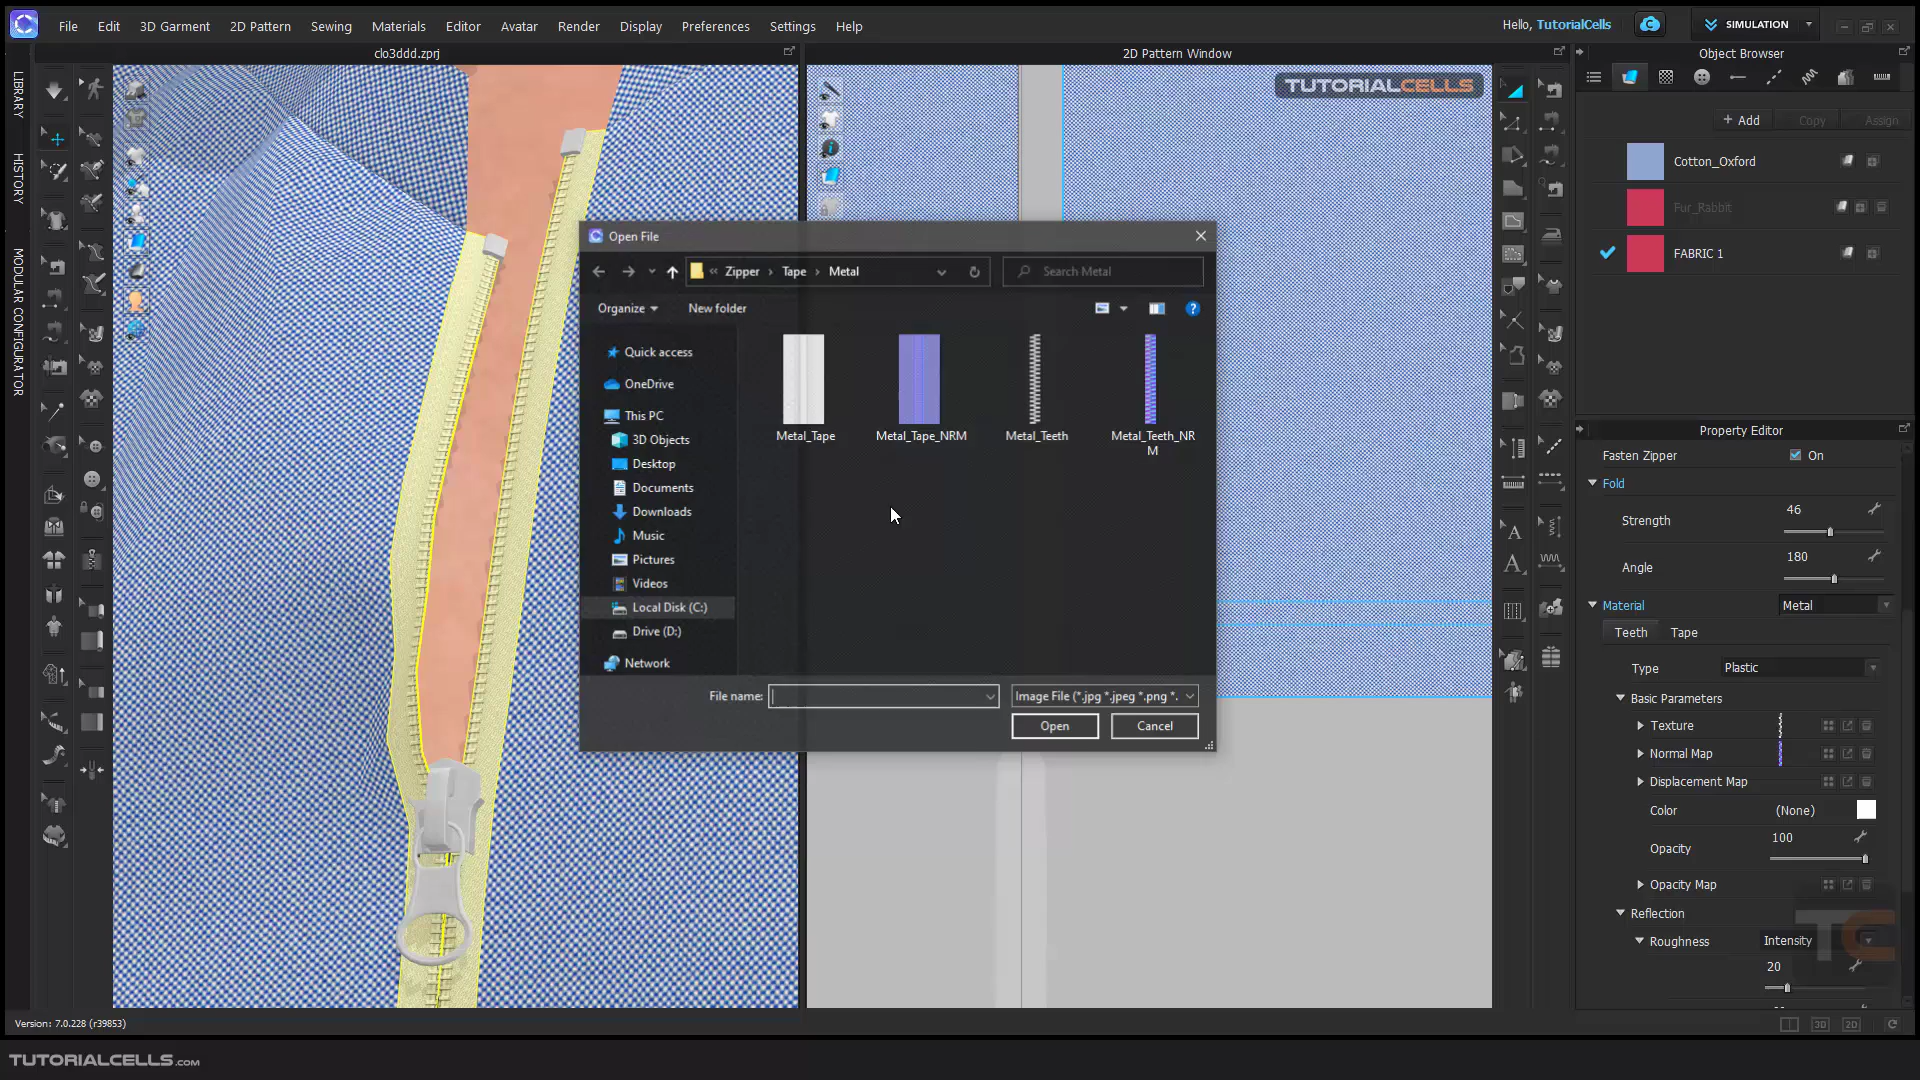 File Edit 3D Garment 2D Pattern Sewing Materials Editor Avatar Render Display Preferences Settings Help
Hello, TutorialCells
SIMULATION
clo3ddd.zprj
2D Pattern Window
Object Browser
LIBRARY
HISTORY
MODULAR CONFIGURATOR
TUTORIALCELLS
+ Add Copy Assign
Cotton_Oxford
Fur_Rabbit
FABRIC 1
Open File
« Zipper › Tape › Metal
Search Metal
Organize
New folder
Quick access
OneDrive
This PC
3D Objects
Desktop
Documents
Downloads
Music
Pictures
Videos
Local Disk (C:)
Drive (D:)
Network
Metal_Tape
Metal_Tape_NRM
Metal_Teeth
Metal_Teeth_NR
M
File name:
Image File (*.jpg *.jpeg *.png *.
Open
Cancel
Property Editor
Fasten Zipper On
Fold
Strength 46
Angle 180
Material Metal
Teeth Tape
Type Plastic
Basic Parameters
Texture
Normal Map
Displacement Map
Color (None)
Opacity 100
Opacity Map
Reflection
Roughness Intensity
20
TC
Version: 7.0.228 (r39853)
3D 2D
TUTORIALCELLS.com